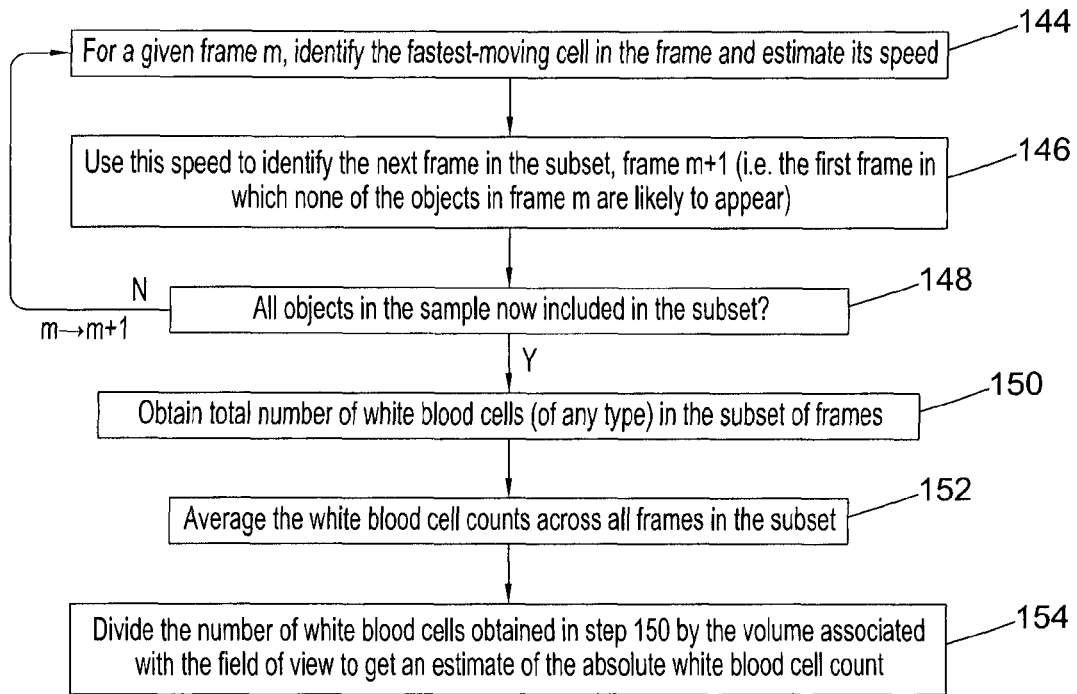 144
For a given frame m, identify the fastest-moving cell in the frame and estimate its speed
146
Use this speed to identify the next frame in the subset, frame m+1 (i.e. the first frame in
which none of the objects in frame m are likely to appear)
148
N
All objects in the sample now included in the subset?
m→m+1
Y
150
Obtain total number of white blood cells (of any type) in the subset of frames
152
Average the white blood cell counts across all frames in the subset
154
Divide the number of white blood cells obtained in step 150 by the volume associated
with the field of view to get an estimate of the absolute white blood cell count